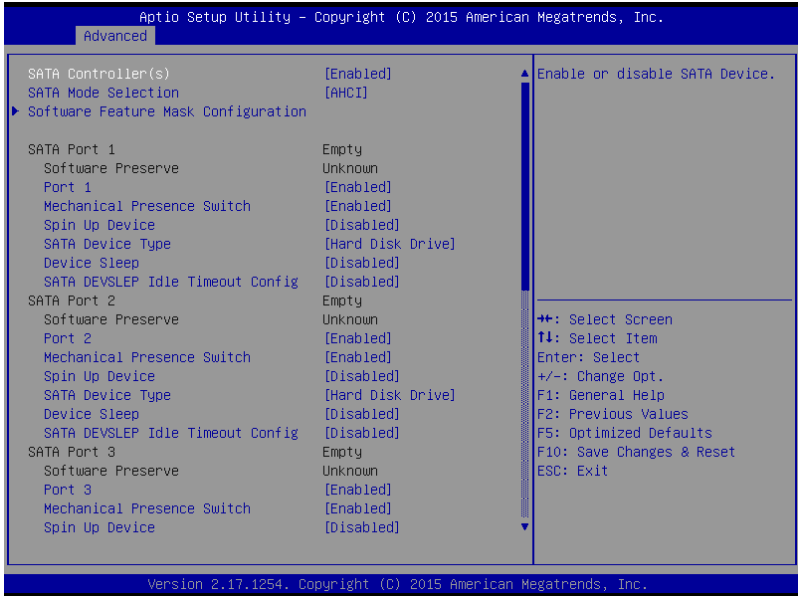 Aptio Setup Utility – Copyright (C) 2015 American Megatrends, Inc.
Advanced
SATA Controller(s) [Enabled]
SATA Mode Selection [AHCI]
Software Feature Mask Configuration
SATA Port 1 Empty
Software Preserve Unknown
Port 1 [Enabled]
Mechanical Presence Switch [Enabled]
Spin Up Device [Disabled]
SATA Device Type [Hard Disk Drive]
Device Sleep [Disabled]
SATA DEVSLEP Idle Timeout Config [Disabled]
SATA Port 2 Empty
Software Preserve Unknown
Port 2 [Enabled]
Mechanical Presence Switch [Enabled]
Spin Up Device [Disabled]
SATA Device Type [Hard Disk Drive]
Device Sleep [Disabled]
SATA DEVSLEP Idle Timeout Config [Disabled]
SATA Port 3 Empty
Software Preserve Unknown
Port 3 [Enabled]
Mechanical Presence Switch [Enabled]
Spin Up Device [Disabled]
Enable or disable SATA Device.
→←: Select Screen
↑↓: Select Item
Enter: Select
+/-: Change Opt.
F1: General Help
F2: Previous Values
F5: Optimized Defaults
F10: Save Changes & Reset
ESC: Exit
Version 2.17.1254. Copyright (C) 2015 American Megatrends, Inc.